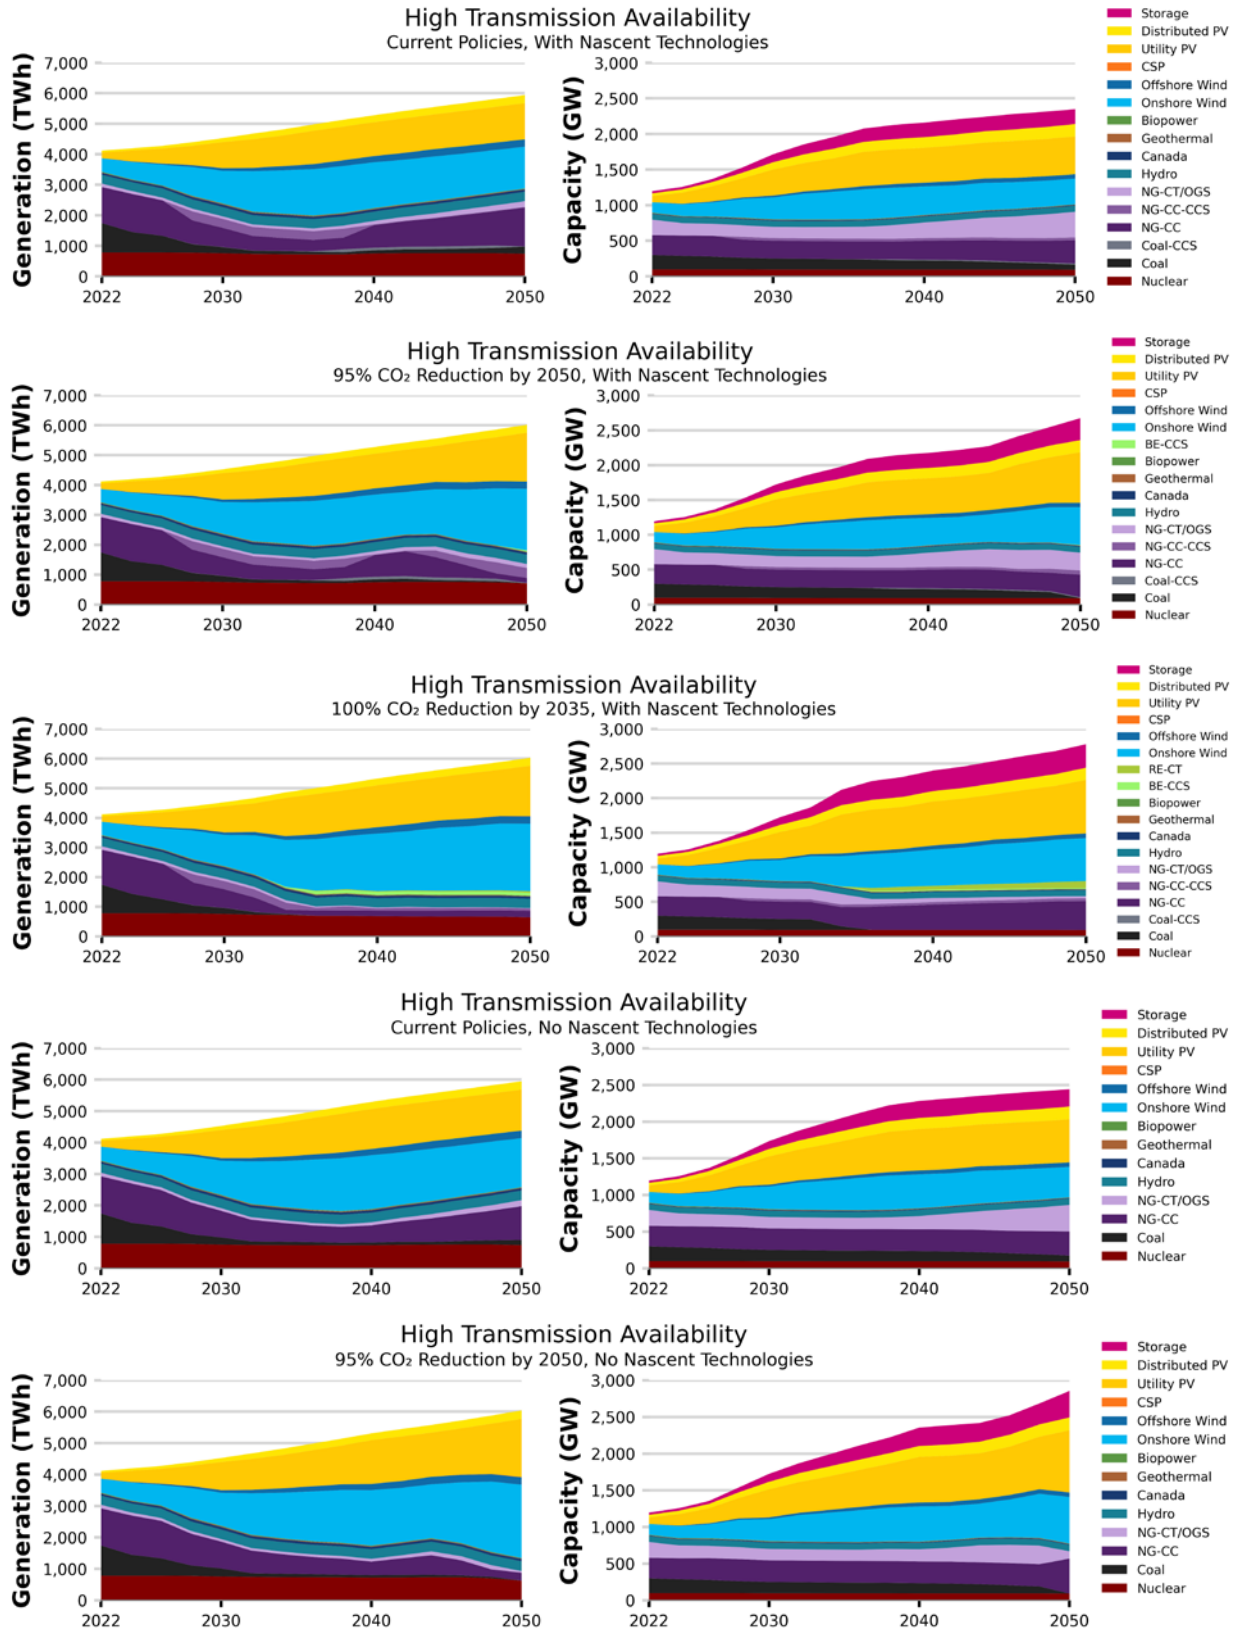 High Transmission Availability
Current Policies, With Nascent Technologies
Generation (TWh)
7,000
6,000
5,000
4,000
3,000
2,000
1,000
0
2022 2030 2040 2050
Capacity (GW)
3,000
2,500
2,000
1,500
1,000
500
0
2022 2030 2040 2050
Storage
Distributed PV
Utility PV
CSP
Offshore Wind
Onshore Wind
Biopower
Geothermal
Canada
Hydro
NG-CT/OGS
NG-CC-CCS
NG-CC
Coal-CCS
Coal
Nuclear
High Transmission Availability
95% CO₂ Reduction by 2050, With Nascent Technologies
Generation (TWh)
7,000
6,000
5,000
4,000
3,000
2,000
1,000
0
2022 2030 2040 2050
Capacity (GW)
3,000
2,500
2,000
1,500
1,000
500
0
2022 2030 2040 2050
Storage
Distributed PV
Utility PV
CSP
Offshore Wind
Onshore Wind
BE-CCS
Biopower
Geothermal
Canada
Hydro
NG-CT/OGS
NG-CC-CCS
NG-CC
Coal-CCS
Coal
Nuclear
High Transmission Availability
100% CO₂ Reduction by 2035, With Nascent Technologies
Generation (TWh)
7,000
6,000
5,000
4,000
3,000
2,000
1,000
0
2022 2030 2040 2050
Capacity (GW)
3,000
2,500
2,000
1,500
1,000
500
0
2022 2030 2040 2050
Storage
Distributed PV
Utility PV
CSP
Offshore Wind
Onshore Wind
RE-CT
BE-CCS
Biopower
Geothermal
Canada
Hydro
NG-CT/OGS
NG-CC-CCS
NG-CC
Coal-CCS
Coal
Nuclear
High Transmission Availability
Current Policies, No Nascent Technologies
Generation (TWh)
7,000
6,000
5,000
4,000
3,000
2,000
1,000
0
2022 2030 2040 2050
Capacity (GW)
3,000
2,500
2,000
1,500
1,000
500
0
2022 2030 2040 2050
Storage
Distributed PV
Utility PV
CSP
Offshore Wind
Onshore Wind
Biopower
Geothermal
Canada
Hydro
NG-CT/OGS
NG-CC
Coal
Nuclear
High Transmission Availability
95% CO₂ Reduction by 2050, No Nascent Technologies
Generation (TWh)
7,000
6,000
5,000
4,000
3,000
2,000
1,000
0
2022 2030 2040 2050
Capacity (GW)
3,000
2,500
2,000
1,500
1,000
500
0
2022 2030 2040 2050
Storage
Distributed PV
Utility PV
CSP
Offshore Wind
Onshore Wind
Biopower
Geothermal
Canada
Hydro
NG-CT/OGS
NG-CC
Coal
Nuclear